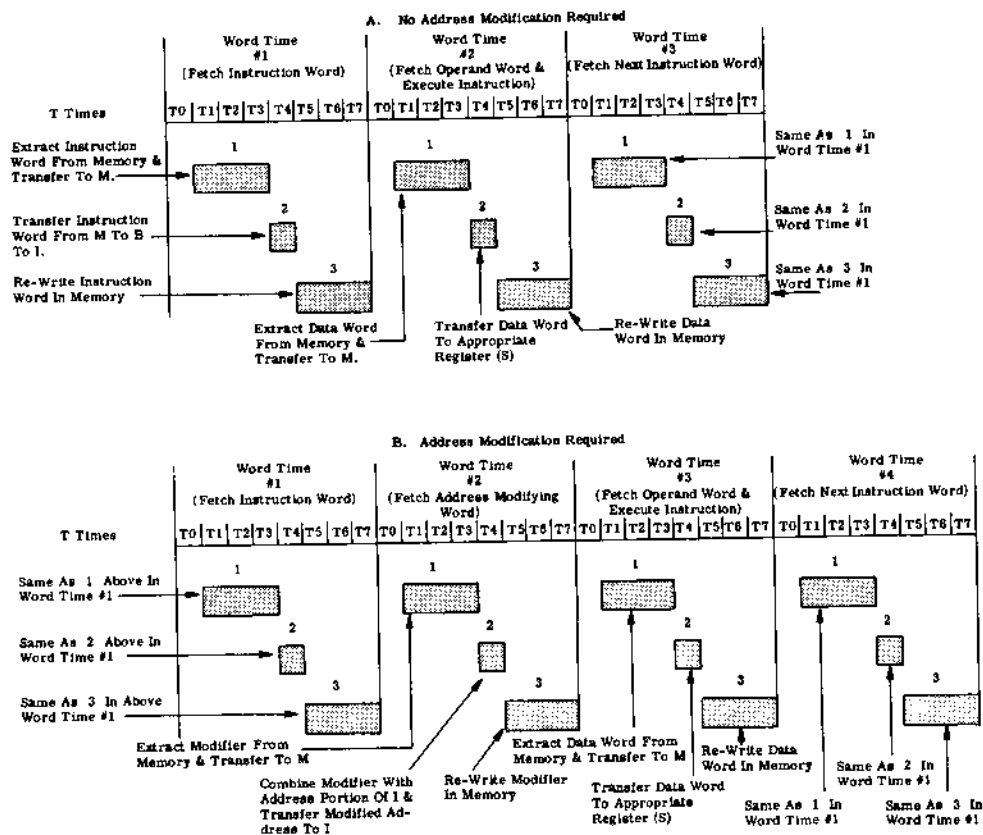 A. No Address Modification Required
Word Time
#1
(Fetch Instruction Word)
Word Time
#2
(Fetch Operand Word &
Execute Instruction)
Word Time
#3
(Fetch Next Instruction Word)
T Times
T0 T1 T2 T3 T4 T5 T6 T7 T0 T1 T2 T3 T4 T5 T6 T7 T0 T1 T2 T3 T4 T5 T6 T7
Extract Instruction
Word From Memory &
Transfer To M.
1
1
1
Same As 1 In
Word Time #1
Transfer Instruction
Word From M To B
To I.
2
2
2
Same As 2 In
Word Time
#1
Re-Write Instruction
Word In Memory
3
3
3
Same As 3 In
Word Time
#1
Extract Data Word
From Memory &
Transfer To M.
Transfer Data Word
To Appropriate
Register (S)
Re-Write Data
Word In Memory
B. Address Modification Required
Word Time
#1
(Fetch Instruction Word)
Word Time
#2
(Fetch Address Modifying
Word)
Word Time
#3
(Fetch Operand Word &
Execute Instruction)
Word Time
#4
(Fetch Next Instruction Word)
T Times
T0 T1 T2 T3 T4 T5 T6 T7 T0 T1 T2 T3 T4 T5 T6 T7 T0 T1 T2 T3 T4 T5 T6 T7 T0 T1 T2 T3 T4 T5 T6 T7
Same As 1 Above In
Word Time #1
1
1
1
1
Same As 2 Above In
Word Time #1
2
2
2
2
Same As 3 In Above
Word Time #1
3
3
3
3
Extract Modifier From
Memory & Transfer To M
Combine Modifier With
Address Portion Of I &
Transfer Modified Ad-
dress To I
Re-Write Modifier
in Memory
Extract Data Word From
Memory & Transfer To M
Transfer Data Word
To Appropriate
Register (S)
Re-Write Data
Word In Memory
Same As 1 In
Word Time #1
Same As 2 In
Word Time #1
Same As 3 In
Word Time #1